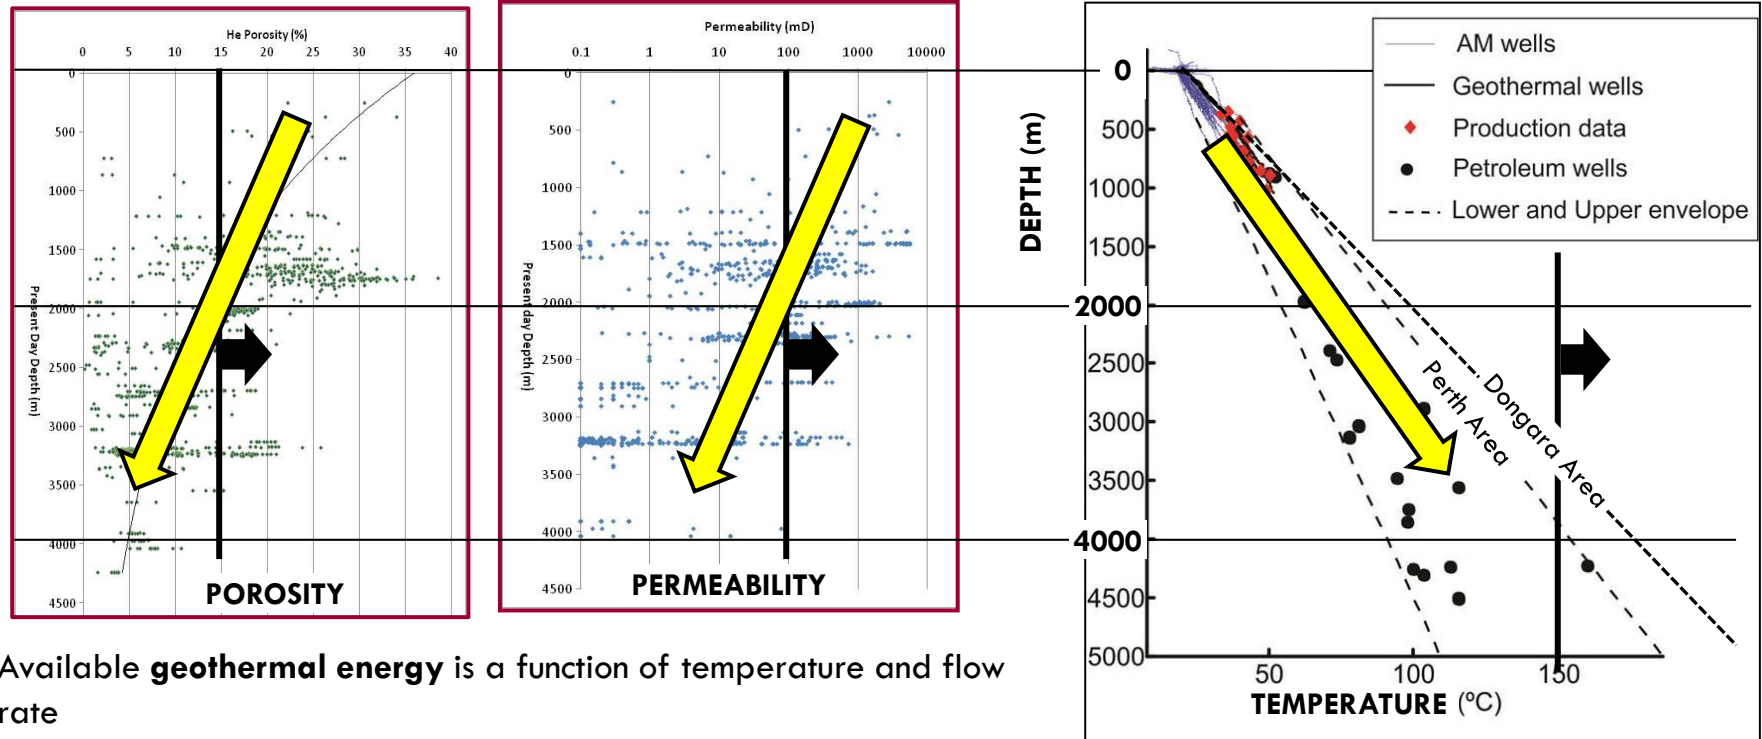 He Porosity (%)
0 5 10 15 20 25 30 35 40
0
500
1000
1500
2000
2500
3000
3500
4000
4500
Present Day Depth (m)
POROSITY
Permeability (mD)
0.1 1 10 100 1000 10000
0
500
1000
1500
2000
2500
3000
3500
4000
4500
Present day Depth (m)
PERMEABILITY
DEPTH (m)
0
500
1000
1500
2000
2500
3000
3500
4000
4500
5000
AM wells
Geothermal wells
Production data
Petroleum wells
Lower and Upper envelope
Perth Area
Dongara Area
50 100 150
TEMPERATURE (ºC)
Available geothermal energy is a function of temperature and flow
rate